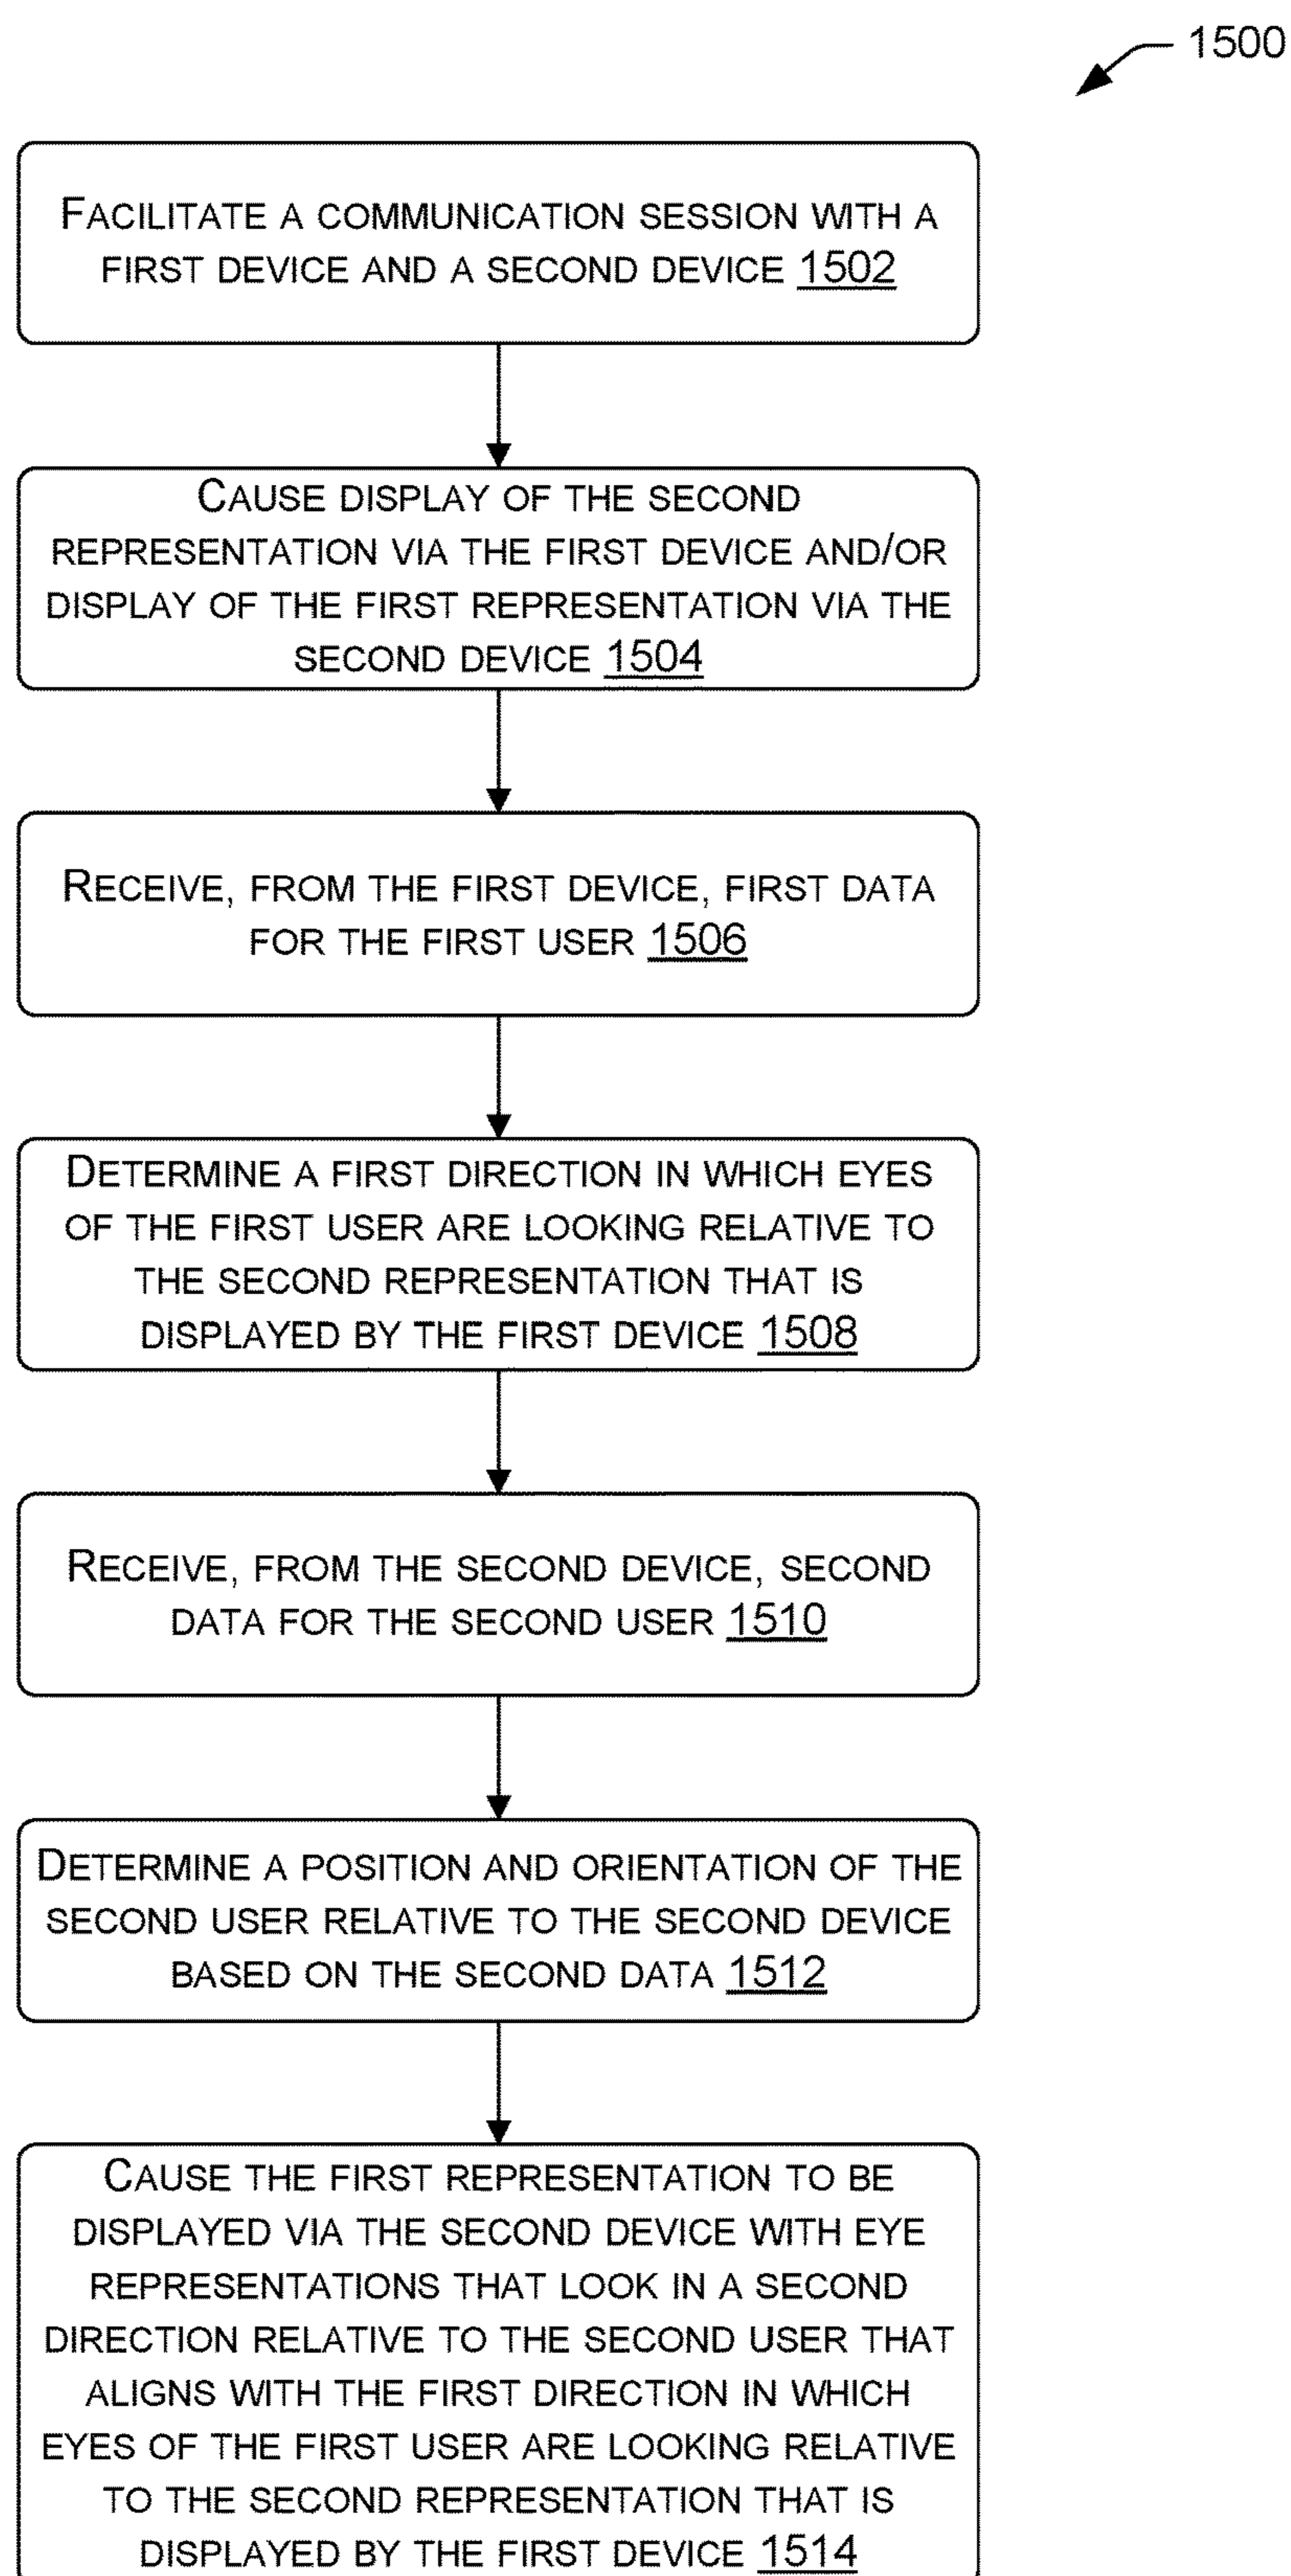 1500
FACILITATE A COMMUNICATION SESSION WITH A
FIRST DEVICE AND A SECOND DEVICE 1502
CAUSE DISPLAY OF THE SECOND
REPRESENTATION VIA THE FIRST DEVICE AND/OR
DISPLAY OF THE FIRST REPRESENTATION VIA THE
SECOND DEVICE 1504
RECEIVE, FROM THE FIRST DEVICE, FIRST DATA
FOR THE FIRST USER 1506
DETERMINE A FIRST DIRECTION IN WHICH EYES
OF THE FIRST USER ARE LOOKING RELATIVE TO
THE SECOND REPRESENTATION THAT IS
DISPLAYED BY THE FIRST DEVICE 1508
RECEIVE, FROM THE SECOND DEVICE, SECOND
DATA FOR THE SECOND USER 1510
DETERMINE A POSITION AND ORIENTATION OF THE
SECOND USER RELATIVE TO THE SECOND DEVICE
BASED ON THE SECOND DATA 1512
CAUSE THE FIRST REPRESENTATION TO BE
DISPLAYED VIA THE SECOND DEVICE WITH EYE
REPRESENTATIONS THAT LOOK IN A SECOND
DIRECTION RELATIVE TO THE SECOND USER THAT
ALIGNS WITH THE FIRST DIRECTION IN WHICH
EYES OF THE FIRST USER ARE LOOKING RELATIVE
TO THE SECOND REPRESENTATION THAT IS
DISPLAYED BY THE FIRST DEVICE 1514